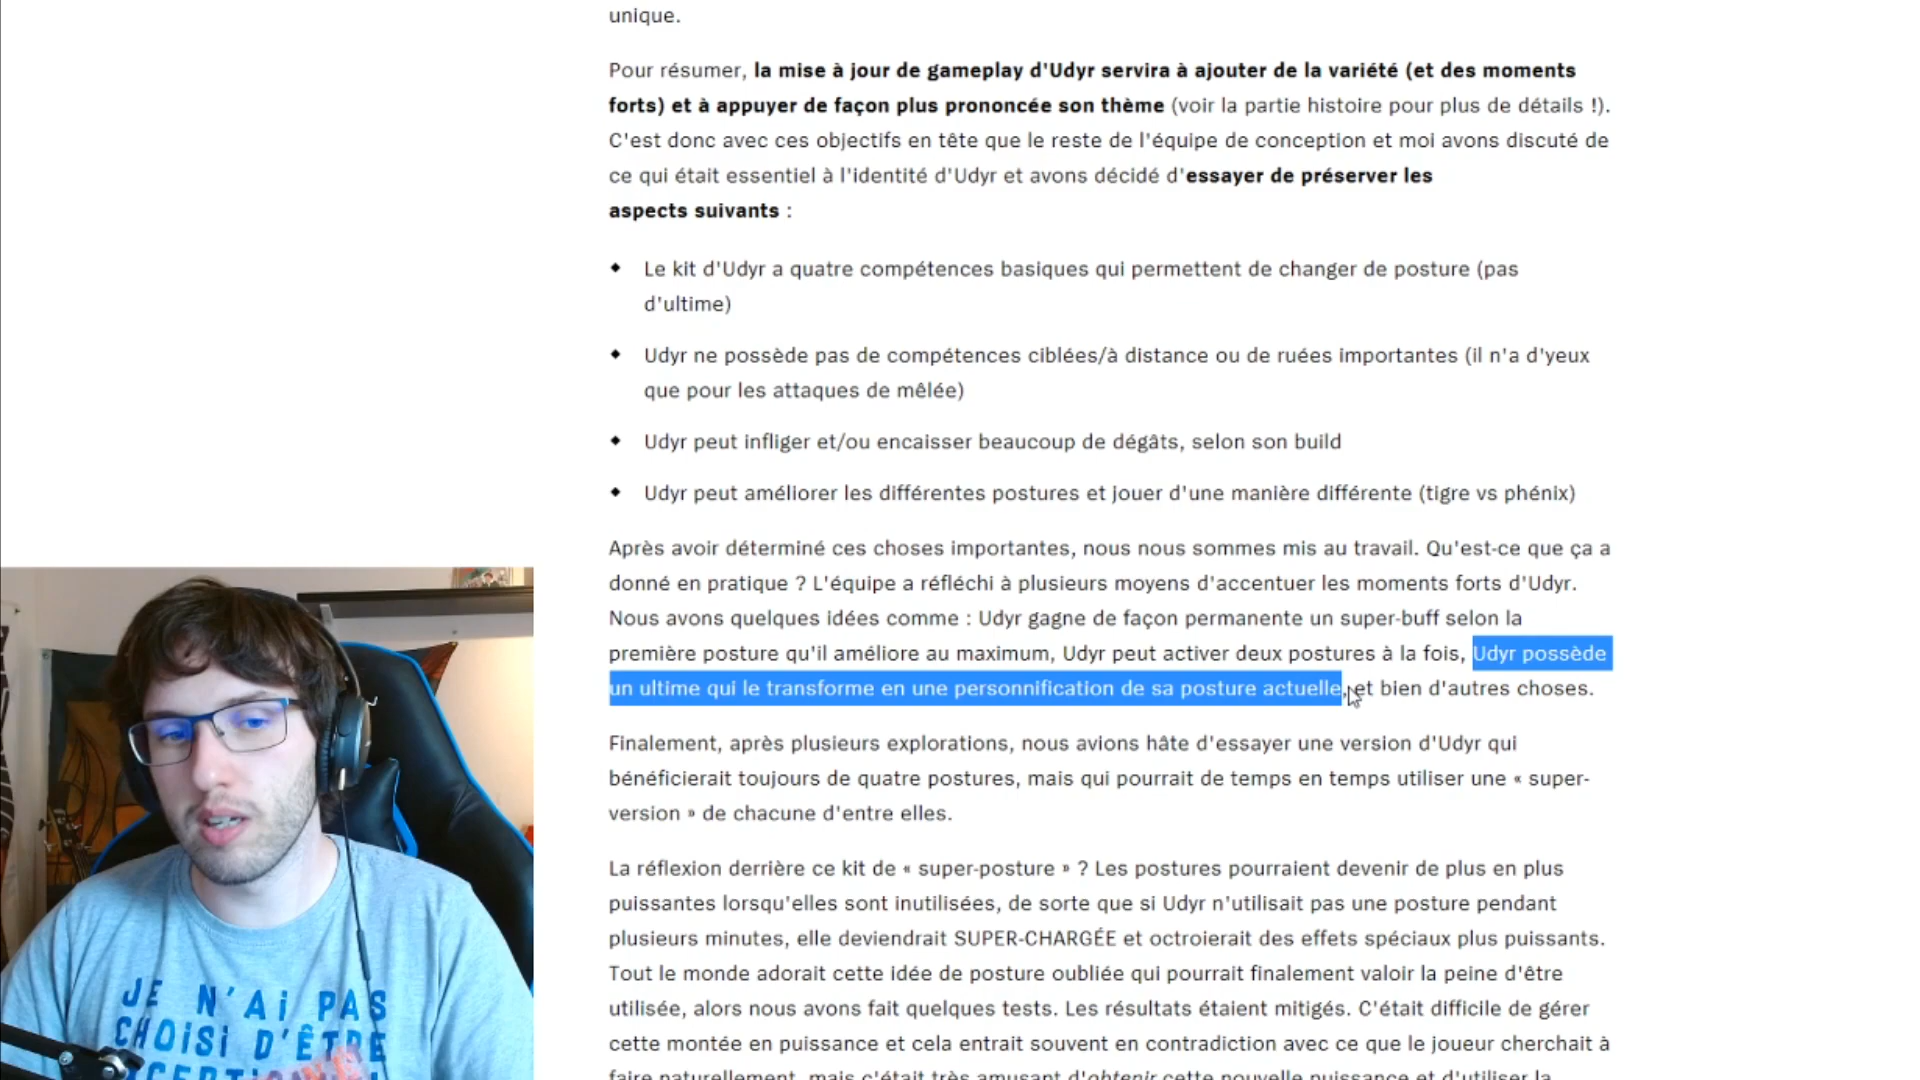 unique.
Pour résumer, la mise à jour de gameplay d'Udyr servira à ajouter de la variété (et des moments
forts) et à appuyer de façon plus prononcée son thème (voir la partie histoire pour plus de détails !).
C'est donc avec ces objectifs en tête que le reste de l'équipe de conception et moi avons discuté de
ce qui était essentiel à l'identité d'Udyr et avons décidé d'essayer de préserver les
aspects suivants :
Le kit d'Udyr a quatre compétences basiques qui permettent de changer de posture (pas
d'ultime)
Udyr ne possède pas de compétences ciblées/à distance ou de ruées importantes (il n'a d'yeux
que pour les attaques de mêlée)
Udyr peut infliger et/ou encaisser beaucoup de dégâts, selon son build
Udyr peut améliorer les différentes postures et jouer d'une manière différente (tigre vs phénix)
Après avoir déterminé ces choses importantes, nous nous sommes mis au travail. Qu'est-ce que ça a
donné en pratique ? L'équipe a réfléchi à plusieurs moyens d'accentuer les moments forts d'Udyr.
Nous avons quelques idées comme : Udyr gagne de façon permanente un super-buff selon la
première posture qu'il améliore au maximum, Udyr peut activer deux postures à la fois, Udyr possède
un ultime qui le transforme en une personnification de sa posture actuelle, et bien d'autres choses.
Finalement, après plusieurs explorations, nous avions hâte d'essayer une version d'Udyr qui
bénéficierait toujours de quatre postures, mais qui pourrait de temps en temps utiliser une « super-
version » de chacune d'entre elles.
La réflexion derrière ce kit de « super-posture » ? Les postures pourraient devenir de plus en plus
puissantes lorsqu'elles sont inutilisées, de sorte que si Udyr n'utilisait pas une posture pendant
plusieurs minutes, elle deviendrait SUPER-CHARGÉE et octroierait des effets spéciaux plus puissants.
Tout le monde adorait cette idée de posture oubliée qui pourrait finalement valoir la peine d'être
utilisée, alors nous avons fait quelques tests. Les résultats étaient mitigés. C'était difficile de gérer
cette montée en puissance et cela entrait souvent en contradiction avec ce que le joueur cherchait à
faire naturellement, mais c'était très amusant d'obtenir cette nouvelle puissance et d'utiliser la
JE N'AI PAS
CHOISI D'ÊTRE